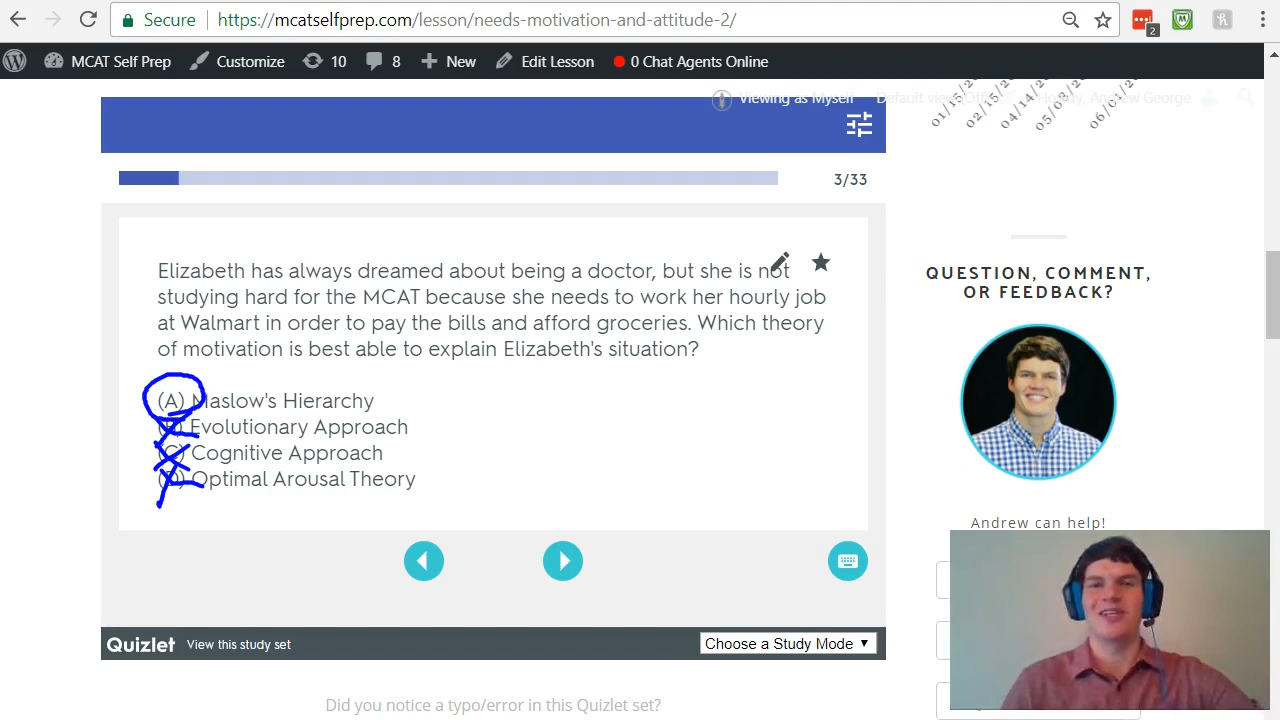 Secure
https://mcatselfprep.com/lesson/needs-motivation-and-attitude-2/
2
MCAT Self Prep
Customize
10
8
New
Edit Lesson
0 Chat Agents Online
Viewing as Myself
Howdy, Andrew George
3/33
Elizabeth has always dreamed about being a doctor, but she is not
studying hard for the MCAT because she needs to work her hourly job
at Walmart in order to pay the bills and afford groceries. Which theory
of motivation is best able to explain Elizabeth's situation?
(A) Maslow's Hierarchy
(B) Evolutionary Approach
(C) Cognitive Approach
(D) Optimal Arousal Theory
QUESTION, COMMENT,
OR FEEDBACK?
Andrew can help!
Quizlet
View this study set
Choose a Study Mode
Did you notice a typo/error in this Quizlet set?